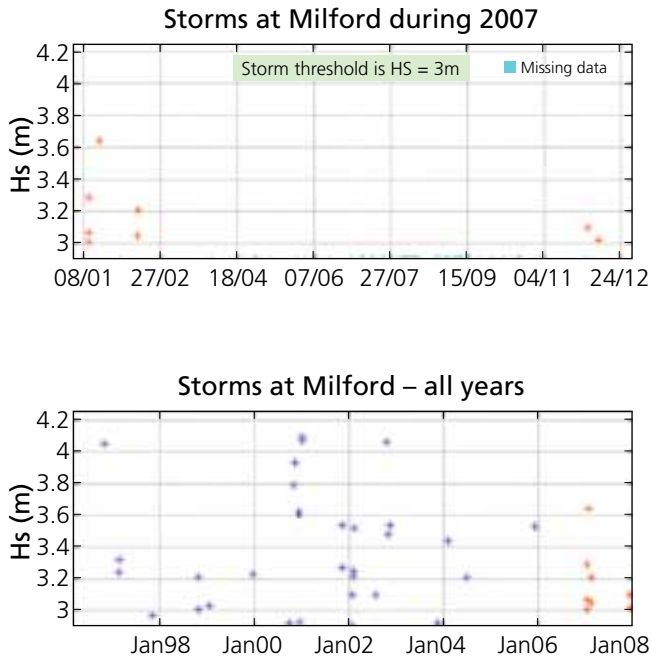 Storms at Milford during 2007
4.2
4
3.8
3.6
3.4
3.2
3
Hs (m)
Storm threshold is HS = 3m
Missing data
08/01 27/02 18/04 07/06 27/07 15/09 04/11 24/12
Storms at Milford – all years
4.2
4
3.8
3.6
3.4
3.2
3
Hs (m)
Jan98 Jan00 Jan02 Jan04 Jan06 Jan08